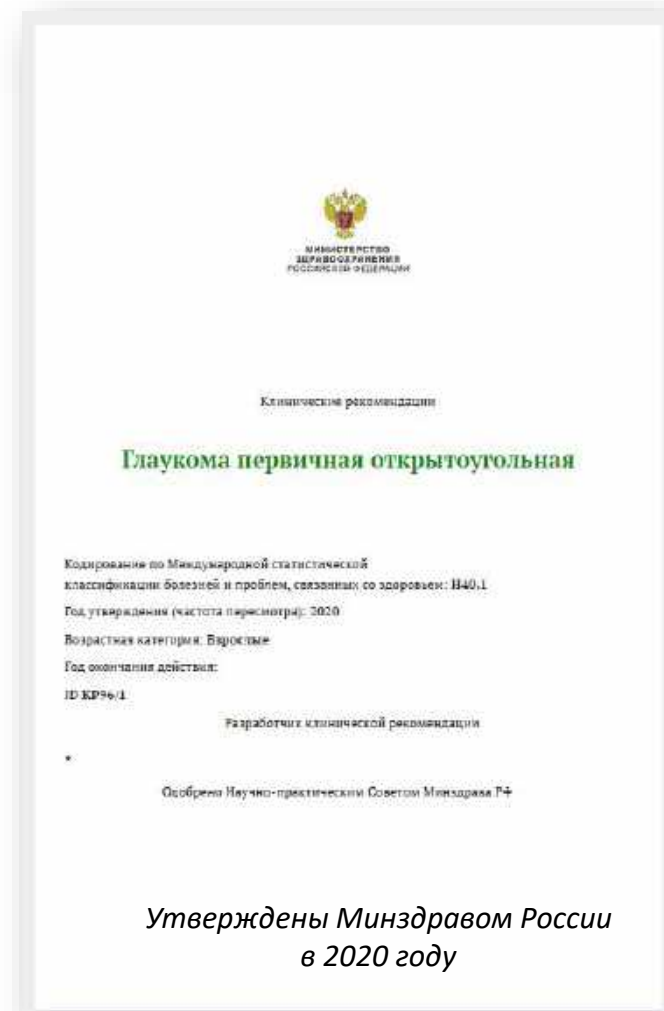 МИНИСТЕРСТВО
ЗДРАВООХРАНЕНИЯ
РОССИЙСКОЙ ФЕДЕРАЦИИ
Клинические рекомендации
Глаукома первичная открытоугольная
Кодирование по Международной статистической
классификации болезней и проблем, связанных со здоровьем: H40.1
Год утверждения (частота пересмотра): 2020
Возрастная категория: Взрослые
Год окончания действия:
ID КР96/1
Разработчик клинической рекомендации
•
Одобрено Научно-практическим Советом Минздрава РФ
Утверждены Минздравом России
в 2020 году